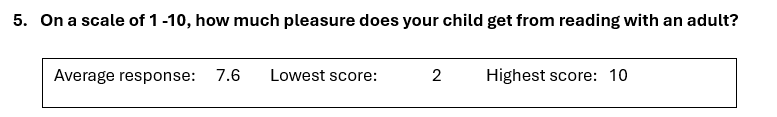 5. On a scale of 1 -10, how much pleasure does your child get from reading with an adult?
Average response: 7.6 Lowest score: 2 Highest score: 10